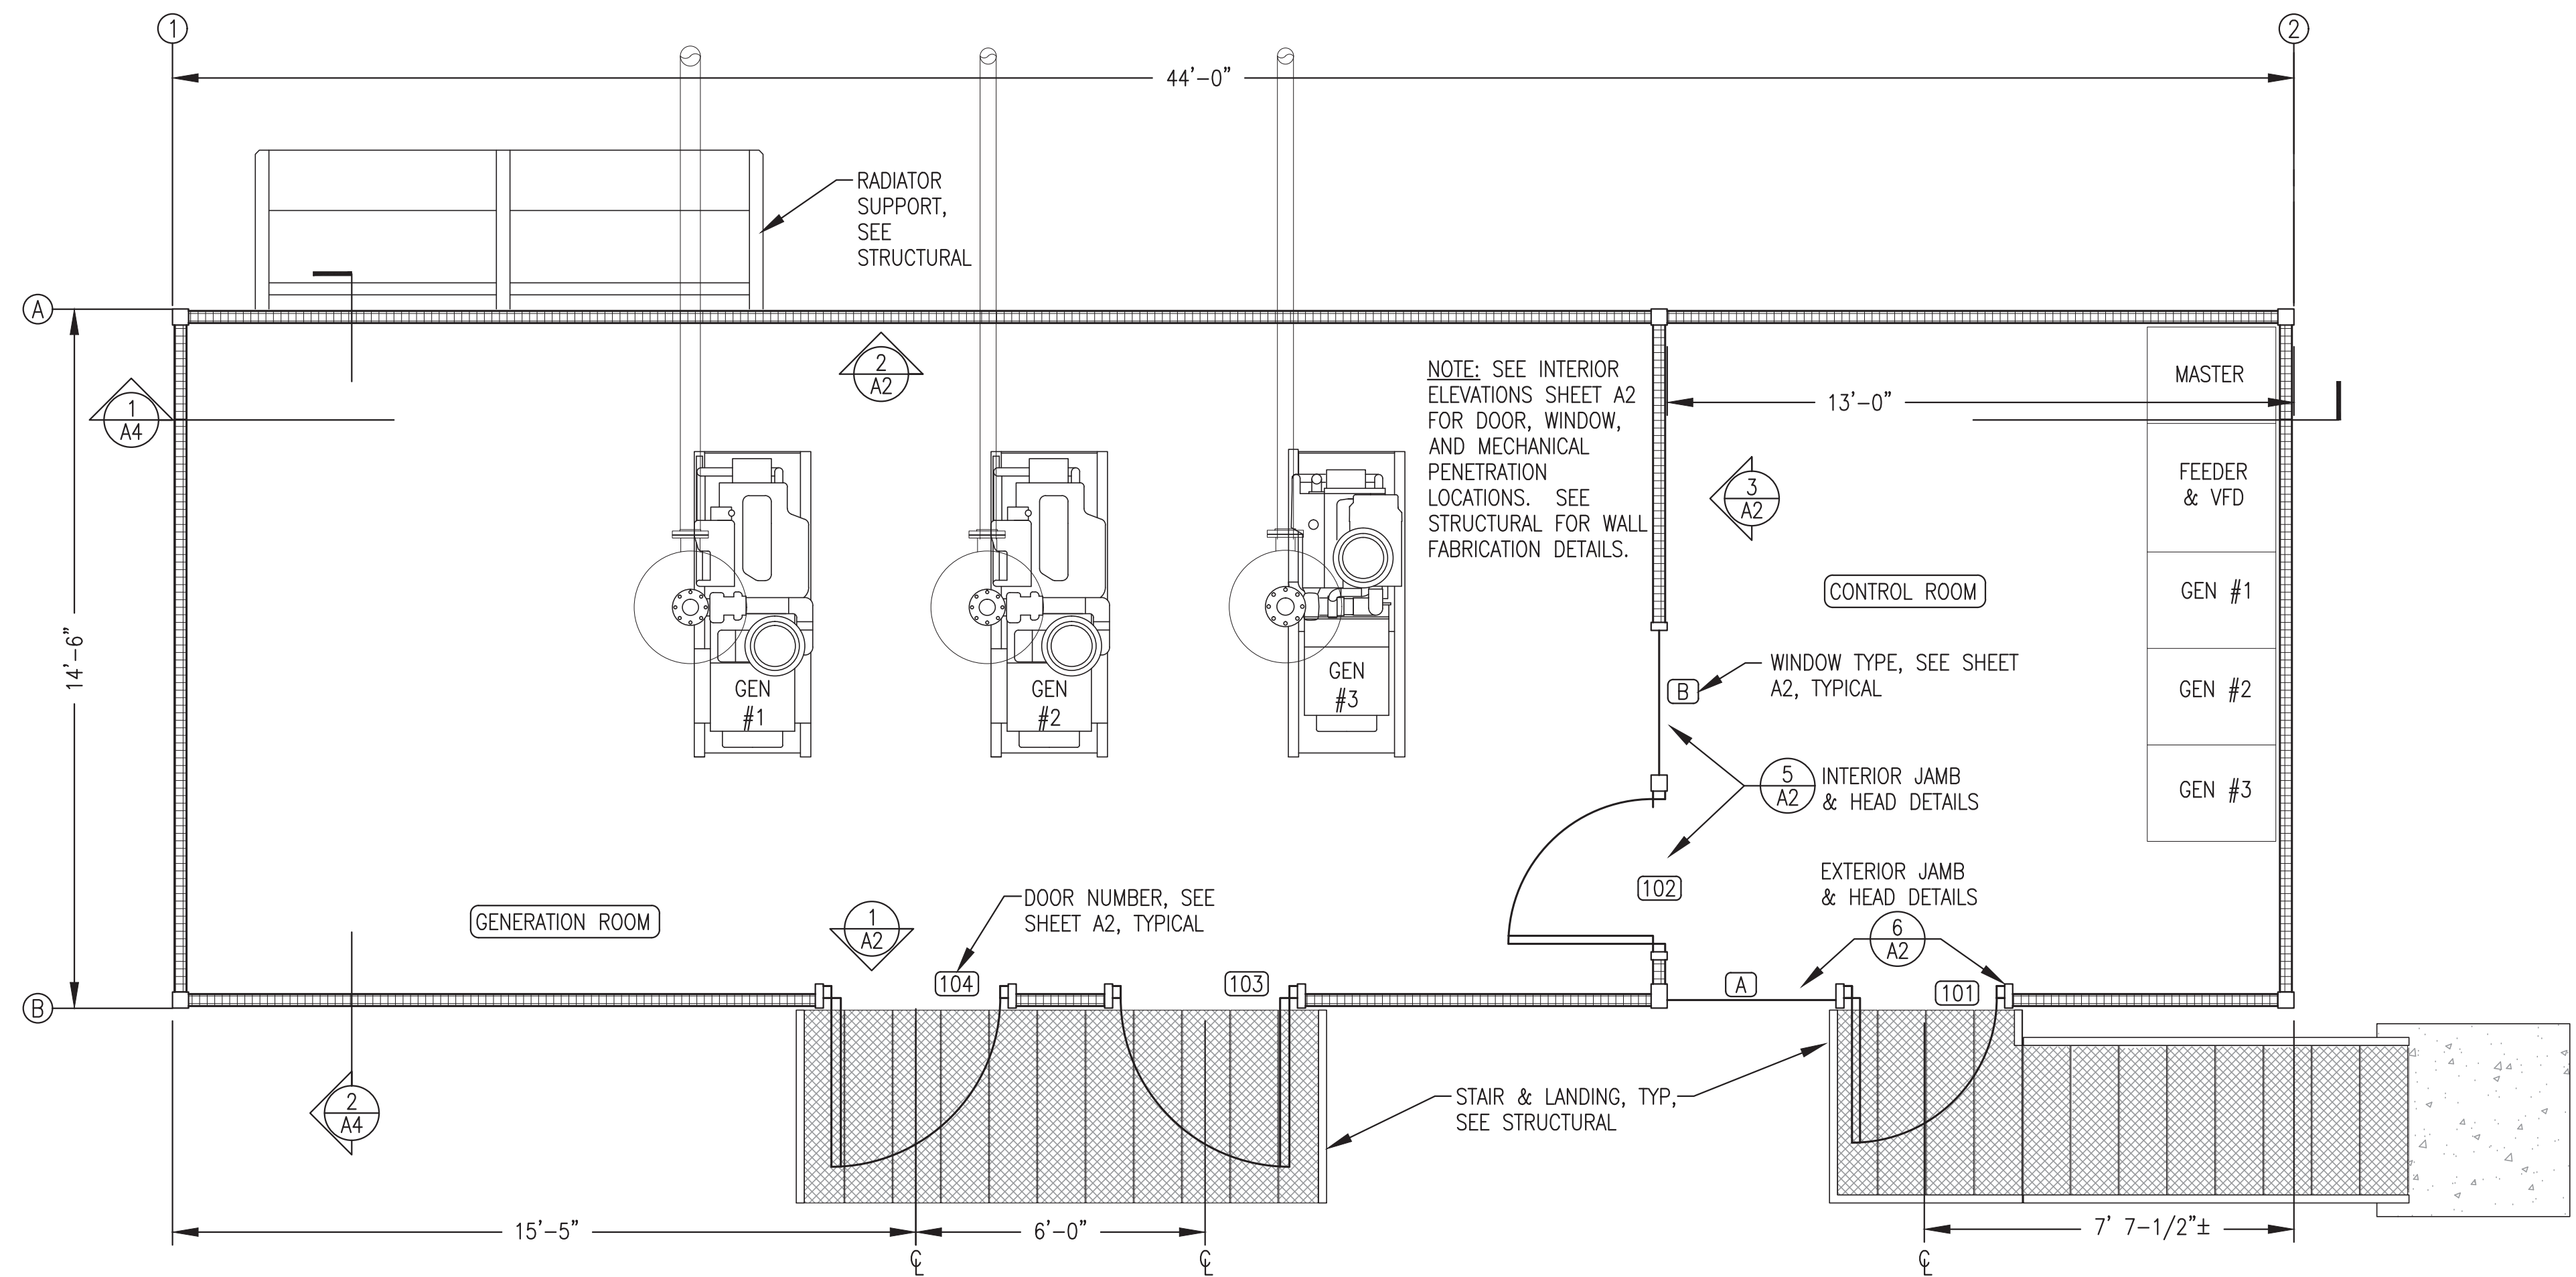 1
2
44'-0"
RADIATOR
SUPPORT,
SEE
STRUCTURAL
A
2
A2
NOTE: SEE INTERIOR
ELEVATIONS SHEET A2
FOR DOOR, WINDOW,
AND MECHANICAL
PENETRATION
LOCATIONS. SEE
STRUCTURAL FOR WALL
FABRICATION DETAILS.
MASTER
13'-0"
1
A4
FEEDER
& VFD
3
A2
CONTROL ROOM
GEN #1
14'-6"
GEN
#1
GEN
#2
GEN
#3
B
WINDOW TYPE, SEE SHEET
A2, TYPICAL
GEN #2
5
A2
INTERIOR JAMB
& HEAD DETAILS
GEN #3
102
EXTERIOR JAMB
& HEAD DETAILS
6
A2
GENERATION ROOM
1
A2
DOOR NUMBER, SEE
SHEET A2, TYPICAL
104
103
A
101
B
2
A4
STAIR & LANDING, TYP,
SEE STRUCTURAL
15'-5"
6'-0"
7' 7-1/2"±
℄
℄
℄